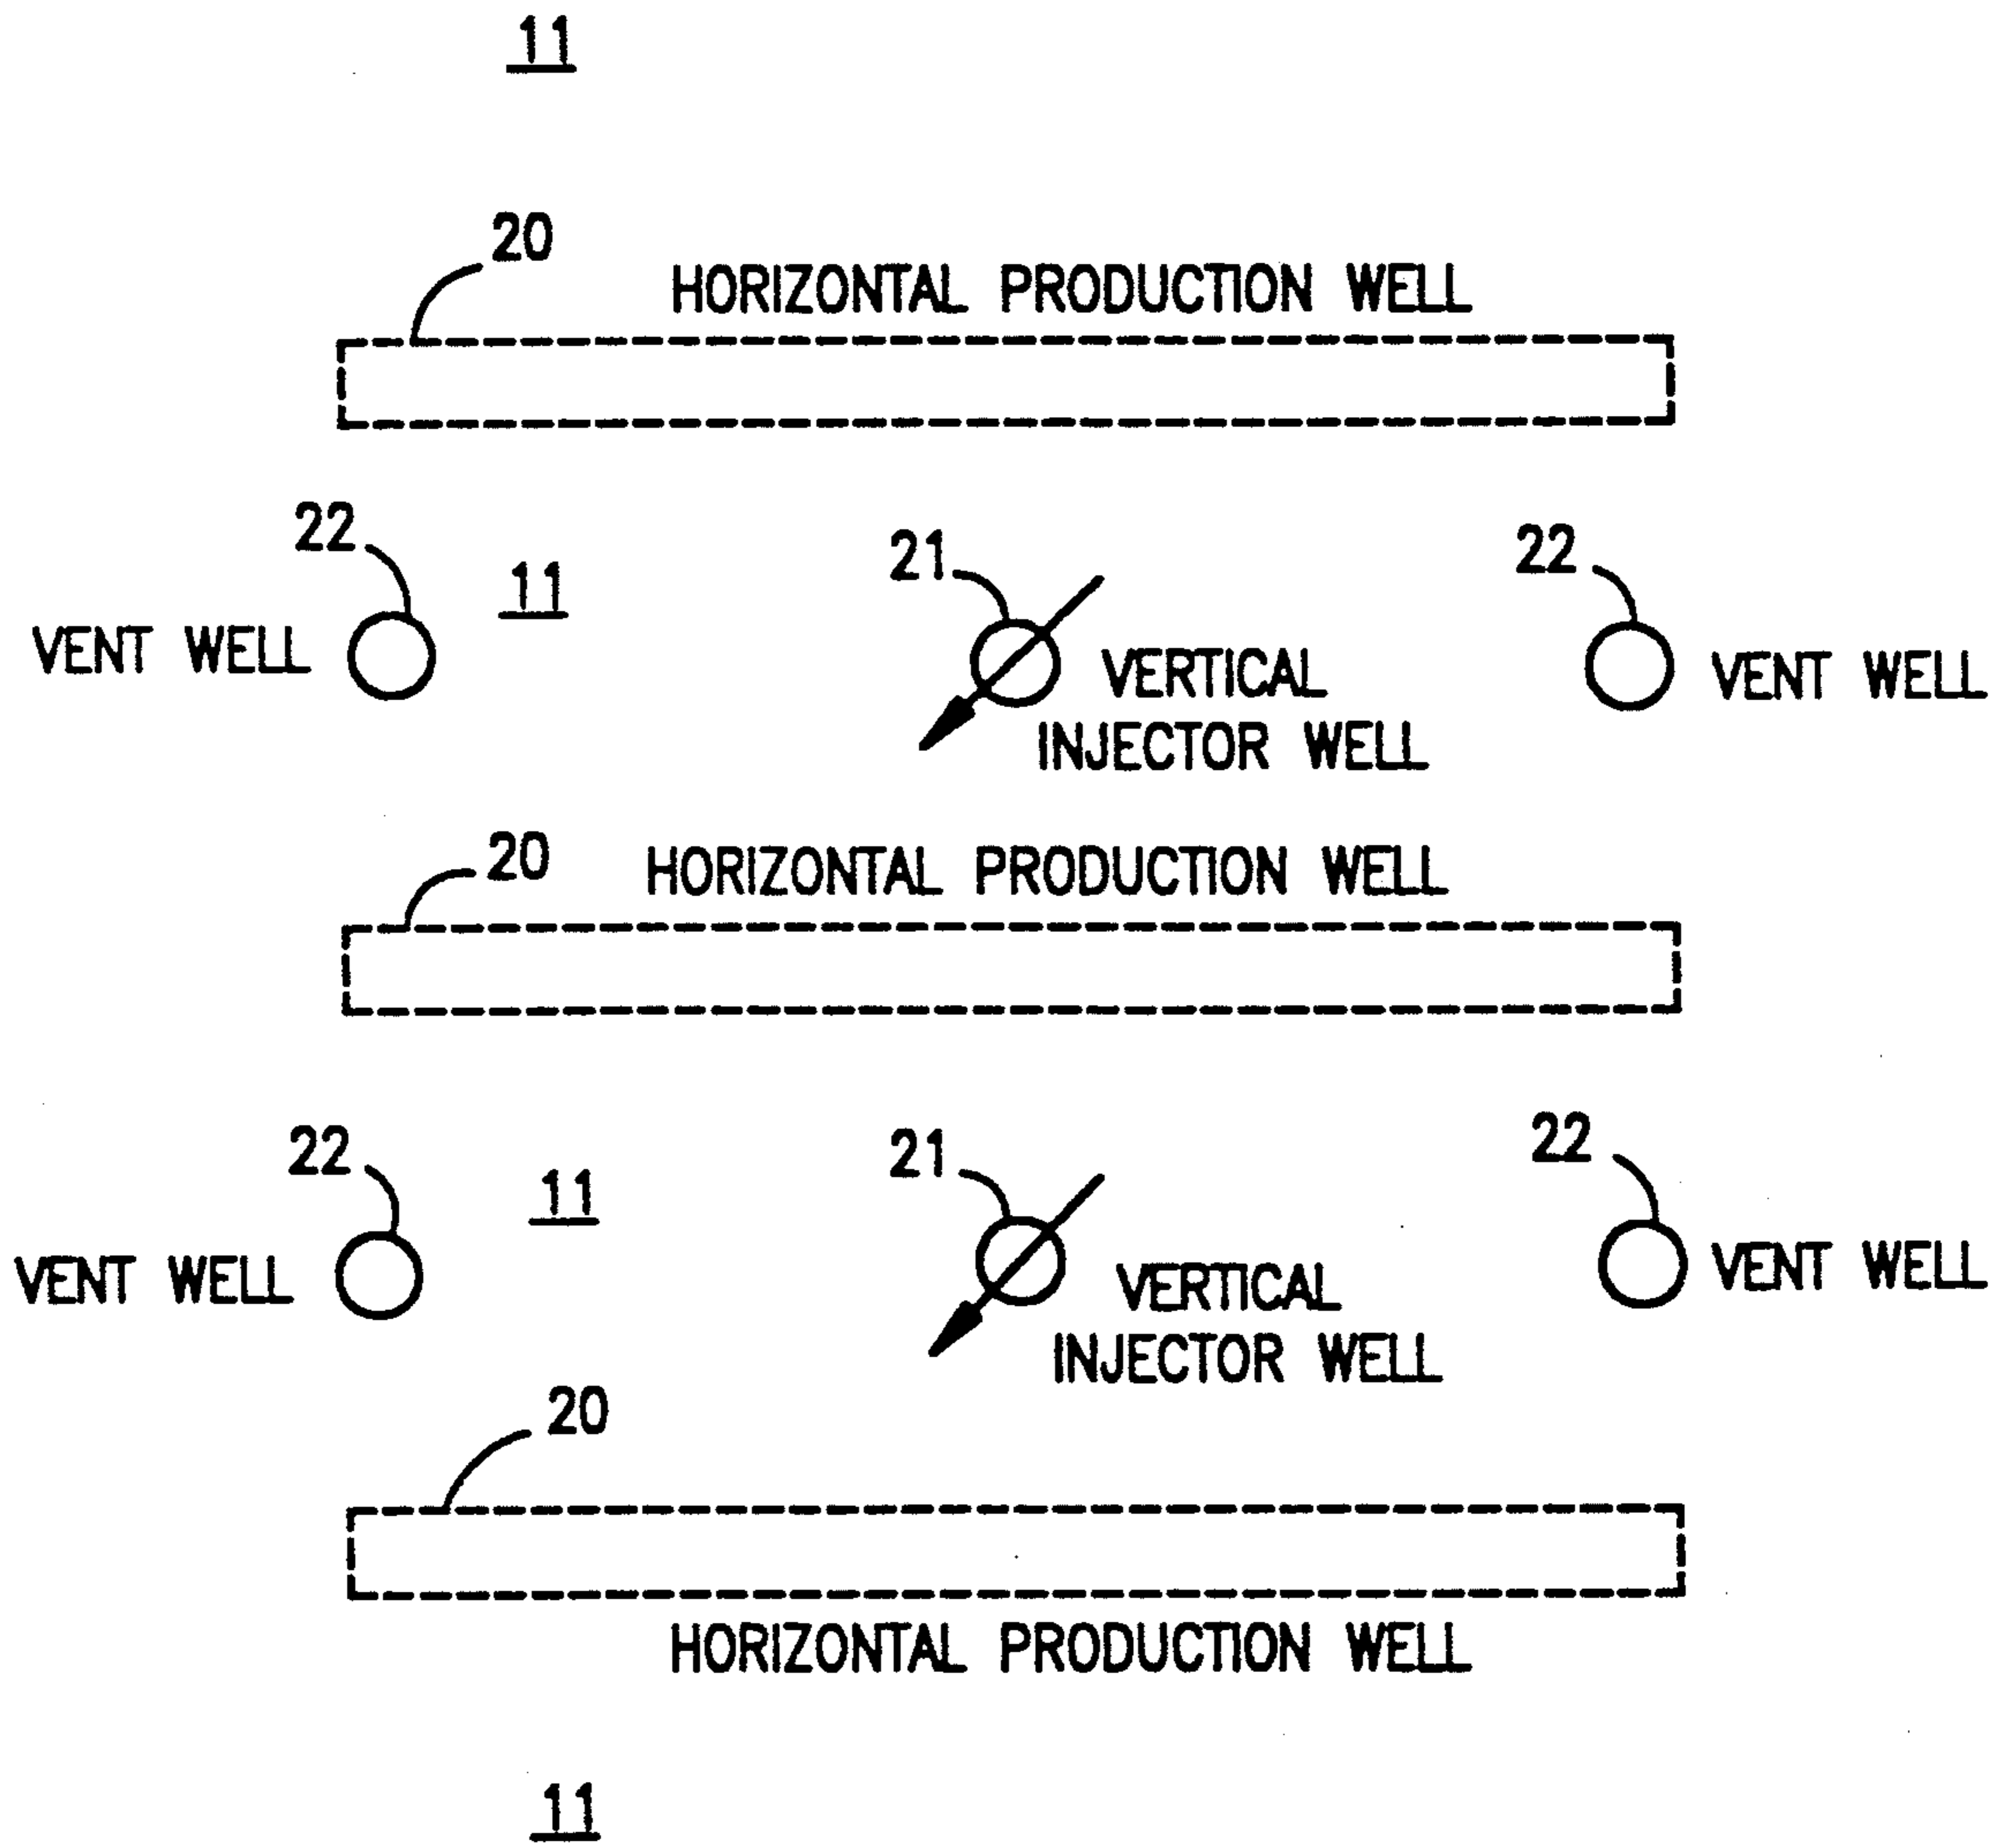 11
20
HORIZONTAL PRODUCTION WELL
22
11
21
22
VENT WELL
VERTICAL
INJECTOR WELL
VENT WELL
20
HORIZONTAL PRODUCTION WELL
22
11
21
22
VENT WELL
VERTICAL
INJECTOR WELL
VENT WELL
20
HORIZONTAL PRODUCTION WELL
11